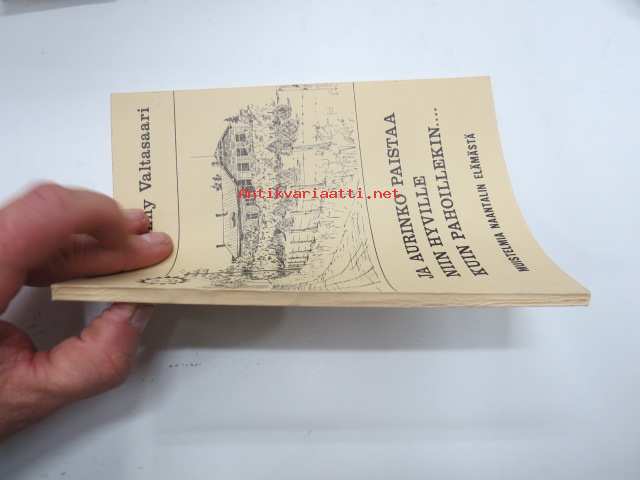 Valtasaari
JA AURINKO PAISTAA
NIIN HYVILLE
KUIN PAHOILLEKIN....
MUISTELMIA NAANTALIN ELÄMÄSTÄ
Antikvariaatti.net